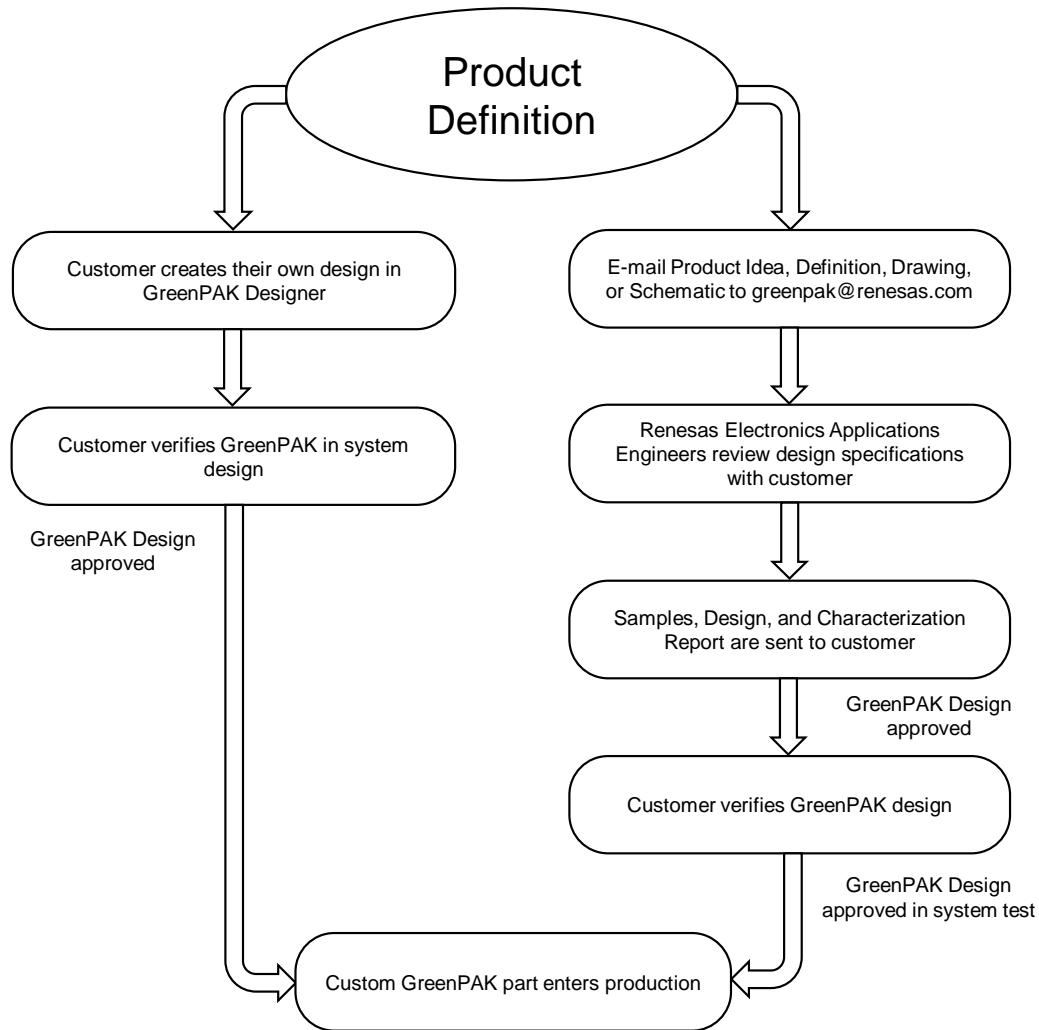 Product
Definition
Customer creates their own design in
GreenPAK Designer
E-mail Product Idea, Definition, Drawing,
or Schematic to greenpak@renesas.com
Customer verifies GreenPAK in system
design
Renesas Electronics Applications
Engineers review design specifications
with customer
GreenPAK Design
approved
Samples, Design, and Characterization
Report are sent to customer
GreenPAK Design
approved
Customer verifies GreenPAK design
GreenPAK Design
approved in system test
Custom GreenPAK part enters production